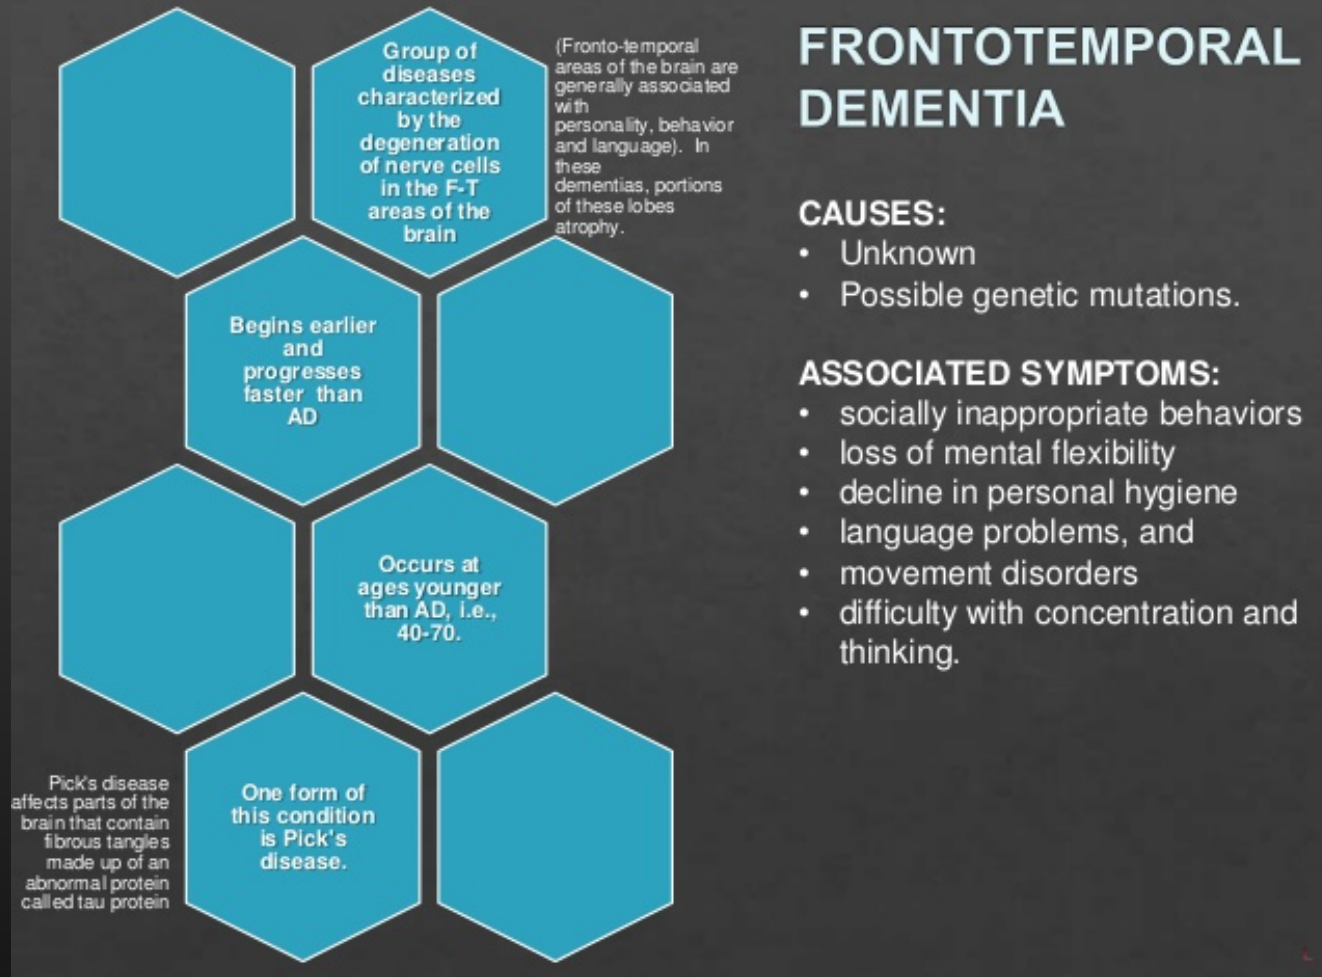 FRONTOTEMPORAL
DEMENTIA
Group of
diseases
characterized
by the
degeneration
of nerve cells
in the F-T
areas of the
brain
(Fronto-temporal
areas of the brain are
generally associated
with
personality, behavior
and language). In
these
dementias, portions
of these lobes
atrophy.
Begins earlier
and
progresses
faster than
AD
Occurs at
ages younger
than AD, i.e.,
40-70.
One form of
this condition
is Pick's
disease.
Pick's disease
affects parts of the
brain that contain
fibrous tangles
made up of an
abnormal protein
called tau protein
CAUSES:
• Unknown
• Possible genetic mutations.
ASSOCIATED SYMPTOMS:
• socially inappropriate behaviors
• loss of mental flexibility
• decline in personal hygiene
• language problems, and
• movement disorders
• difficulty with concentration and
thinking.